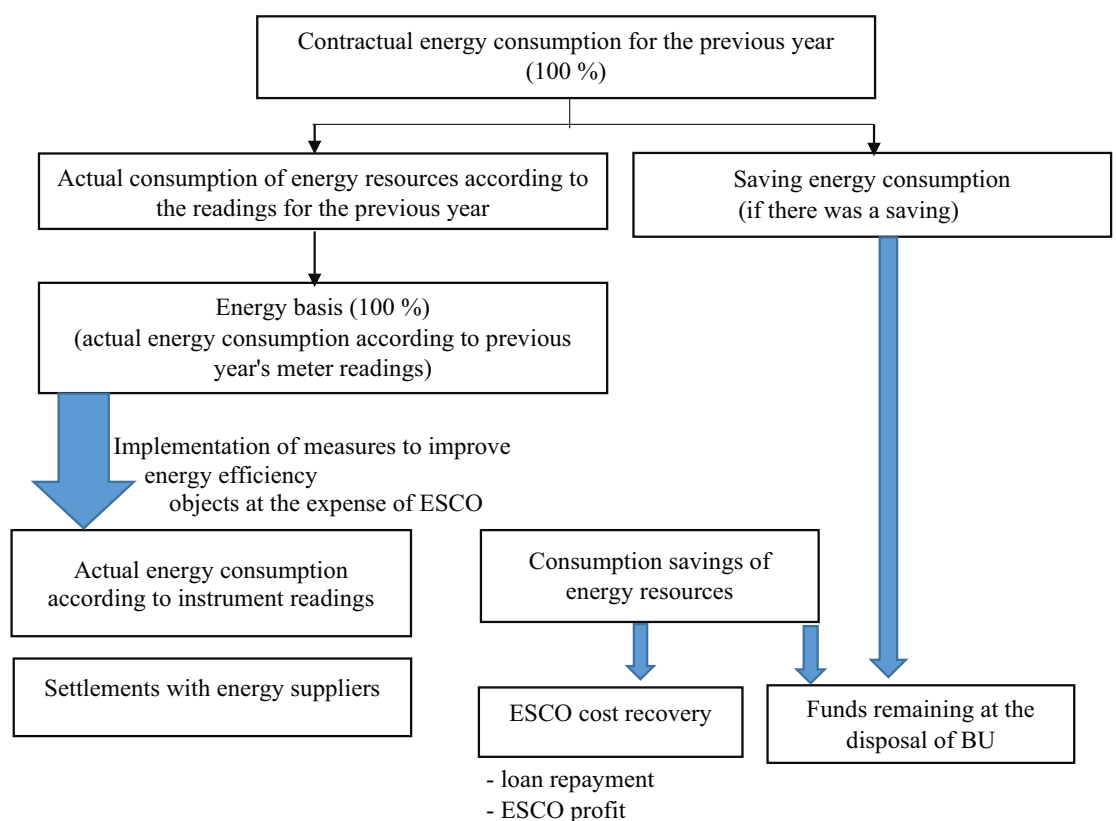 Contractual energy consumption for the previous year
(100 %)
Actual consumption of energy resources according to
the readings for the previous year
Saving energy consumption
(if there was a saving)
Energy basis (100 %)
(actual energy consumption according to previous
year's meter readings)
Implementation of measures to improve
energy efficiency
objects at the expense of ESCO
Actual energy consumption
according to instrument readings
Consumption savings of
energy resources
Settlements with energy suppliers
ESCO cost recovery
Funds remaining at the
disposal of BU
- loan repayment
- ESCO profit